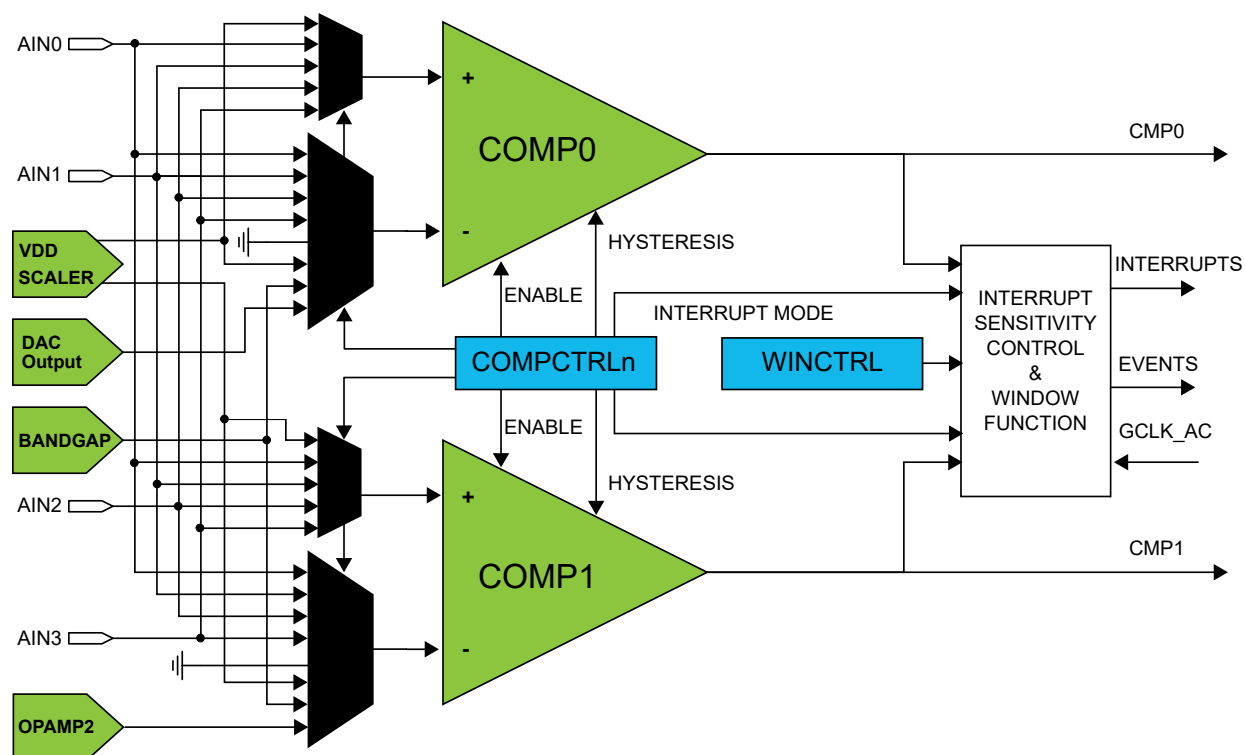 AIN0
+
COMP0
CMP0
AIN1
-
VDD
SCALER
HYSTERESIS
INTERRUPTS
ENABLE
INTERRUPT MODE
INTERRUPT
SENSITIVITY
CONTROL
&
WINDOW
FUNCTION
DAC
Output
COMPCTRLn
WINCTRL
EVENTS
BANDGAP
ENABLE
GCLK_AC
HYSTERESIS
AIN2
+
COMP1
CMP1
AIN3
-
OPAMP2